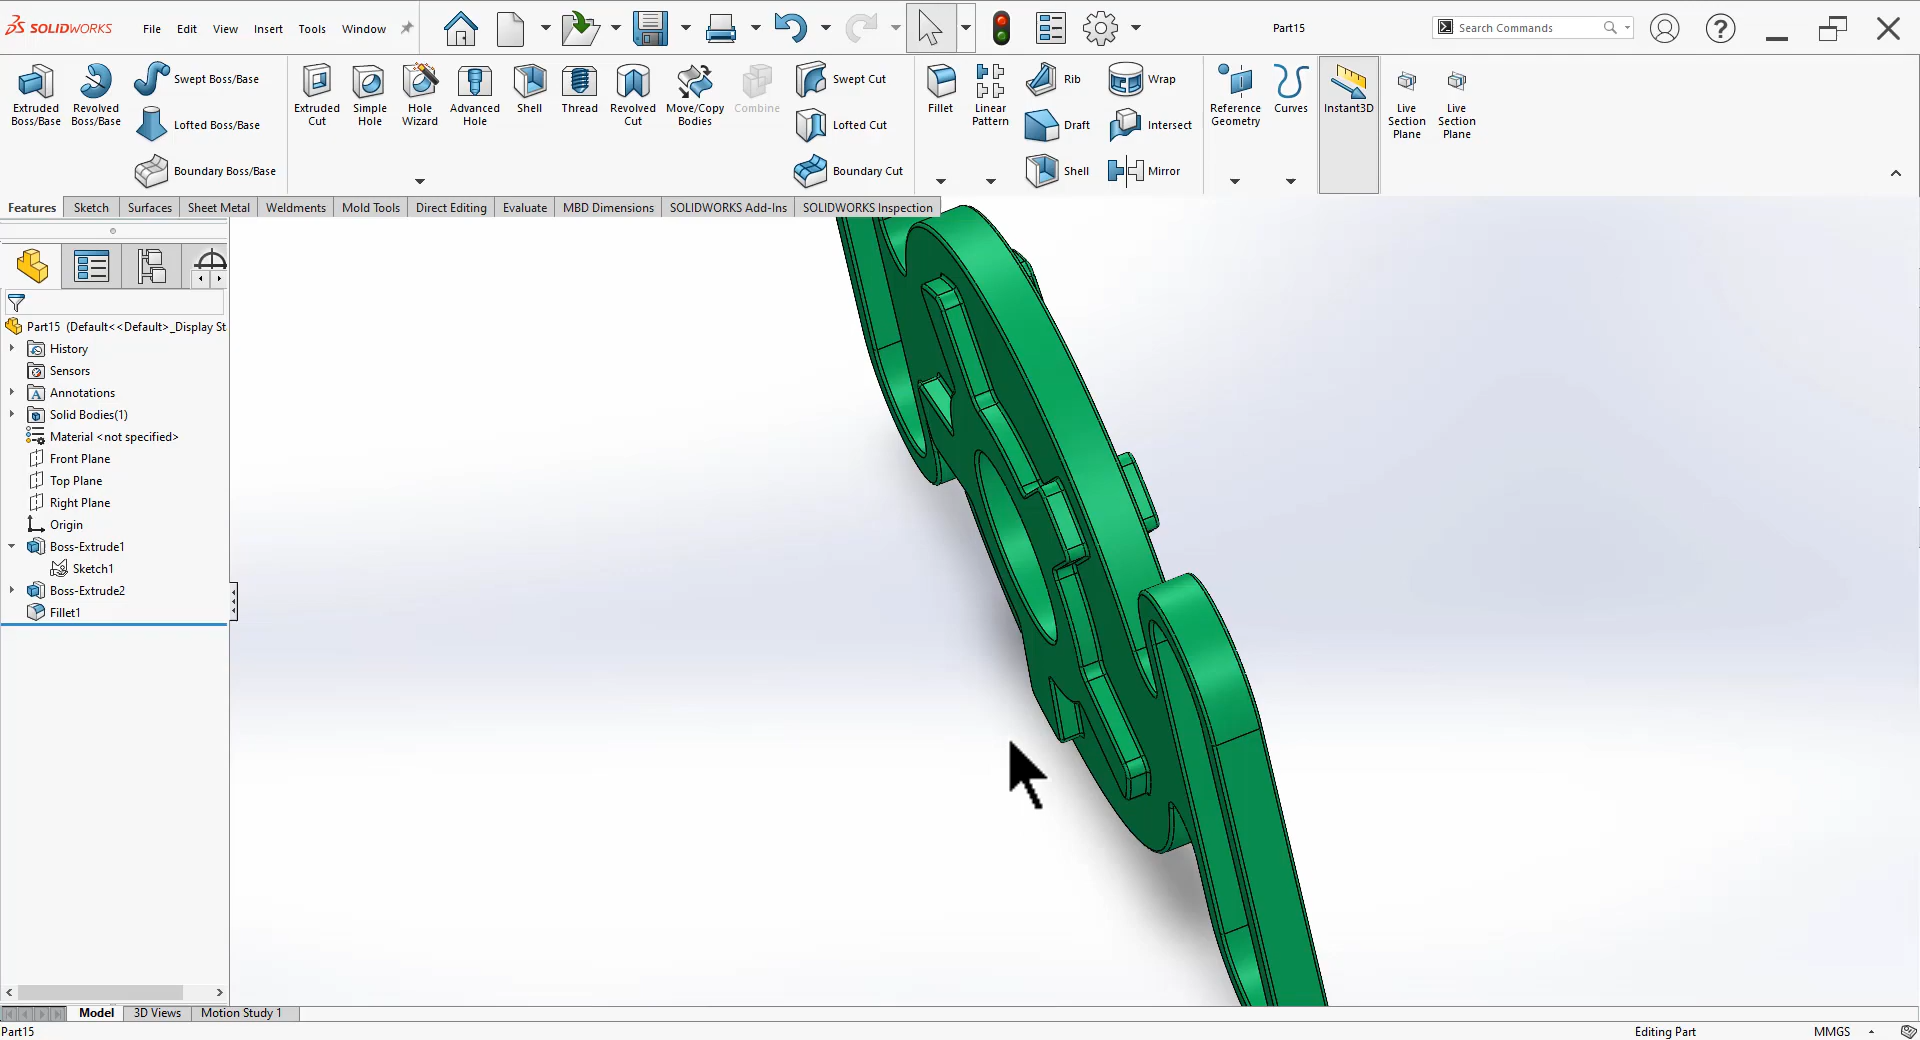 SOLIDWORKS File Edit View Insert Tools Window Part15 Search Commands
Extruded Boss/Base
Revolved Boss/Base
Swept Boss/Base
Lofted Boss/Base
Boundary Boss/Base
Extruded Cut
Simple Hole
Hole Wizard
Advanced Hole
Shell
Thread
Revolved Cut
Move/Copy Bodies
Combine
Swept Cut
Lofted Cut
Boundary Cut
Fillet
Linear Pattern
Rib
Draft
Shell
Wrap
Intersect
Mirror
Reference Geometry
Curves
Instant3D
Live Section Plane
Live Section Plane
Features Sketch Surfaces Sheet Metal Weldments Mold Tools Direct Editing Evaluate MBD Dimensions SOLIDWORKS Add-Ins SOLIDWORKS Inspection
Part15 (Default<<Default>_Display St
History
Sensors
Annotations
Solid Bodies(1)
Material <not specified>
Front Plane
Top Plane
Right Plane
Origin
Boss-Extrude1
Sketch1
Boss-Extrude2
Fillet1
Model 3D Views Motion Study 1
Part15 Editing Part MMGS